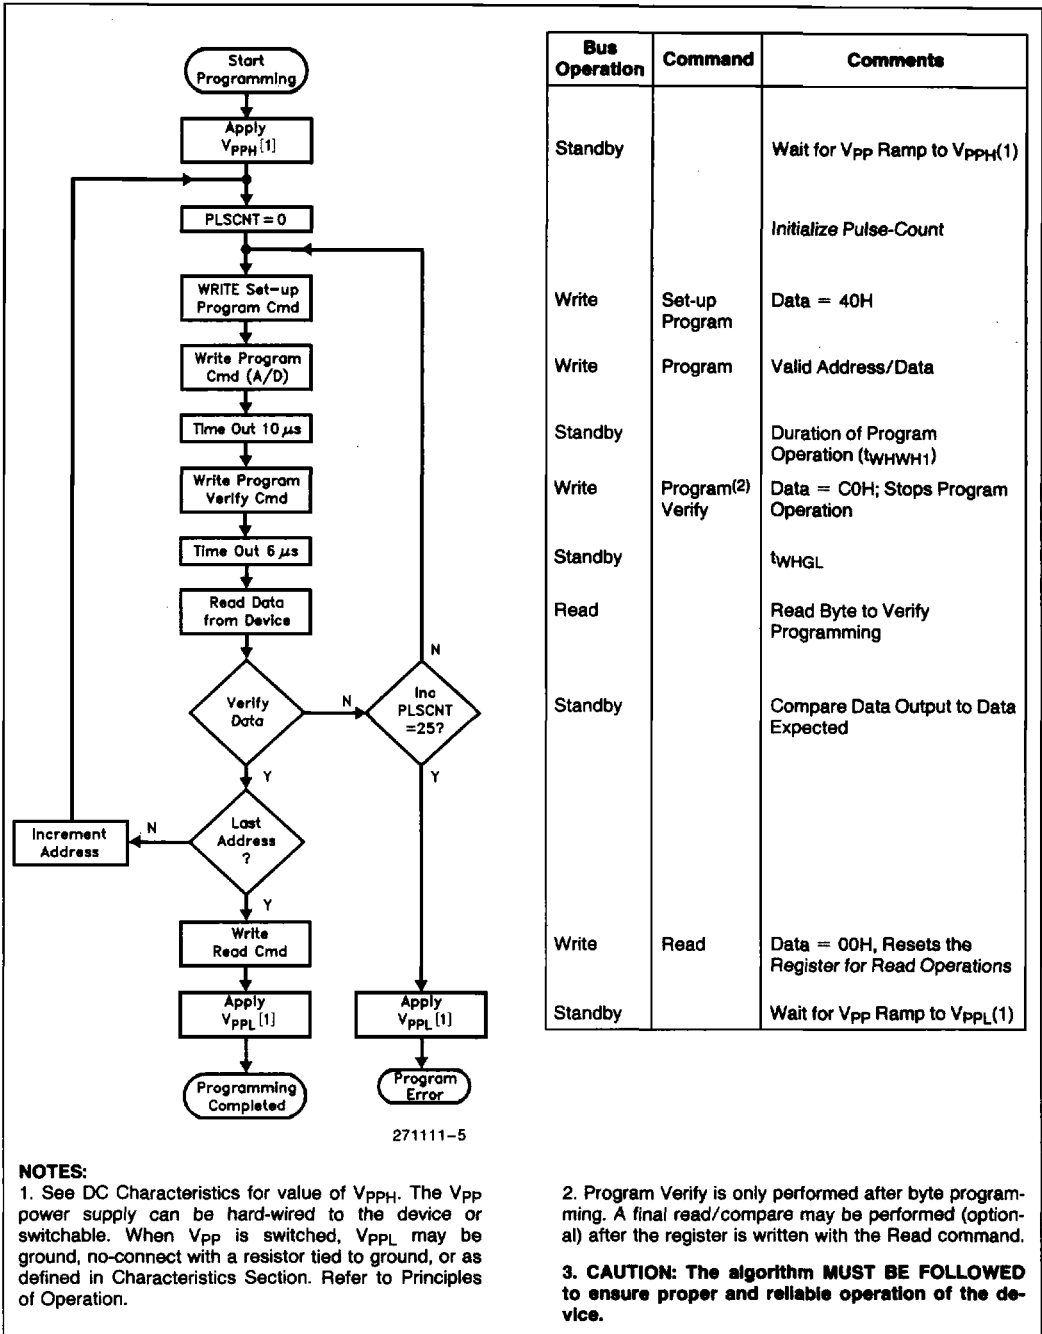 Start
Programming
Apply
VPPH[1]
PLSCNT = 0
WRITE Set-up
Program Cmd
Write Program
Cmd (A/D)
Time Out 10 µs
Write Program
Verify Cmd
Time Out 6 µs
Read Data
from Device
Verify
Data
N
Inc
PLSCNT
=25?
N
Y
Y
Last
Address
?
N
Increment
Address
Y
Write
Read Cmd
Apply
VPPL[1]
Programming
Completed
Apply
VPPL[1]
Program
Error
271111-5
Bus
Operation
Command
Comments
Standby
Wait for VPP Ramp to VPPH(1)
Initialize Pulse-Count
Write
Set-up
Program
Data = 40H
Write
Program
Valid Address/Data
Standby
Duration of Program
Operation (tWHWH1)
Write
Program(2)
Verify
Data = C0H; Stops Program
Operation
Standby
tWHGL
Read
Read Byte to Verify
Programming
Standby
Compare Data Output to Data
Expected
Write
Read
Data = 00H, Resets the
Register for Read Operations
Standby
Wait for VPP Ramp to VPPL(1)
NOTES:
1. See DC Characteristics for value of VPPH. The VPP
power supply can be hard-wired to the device or
switchable. When VPP is switched, VPPL may be
ground, no-connect with a resistor tied to ground, or as
defined in Characteristics Section. Refer to Principles
of Operation.
2. Program Verify is only performed after byte program-
ming. A final read/compare may be performed (option-
al) after the register is written with the Read command.
3. CAUTION: The algorithm MUST BE FOLLOWED
to ensure proper and reliable operation of the de-
vice.